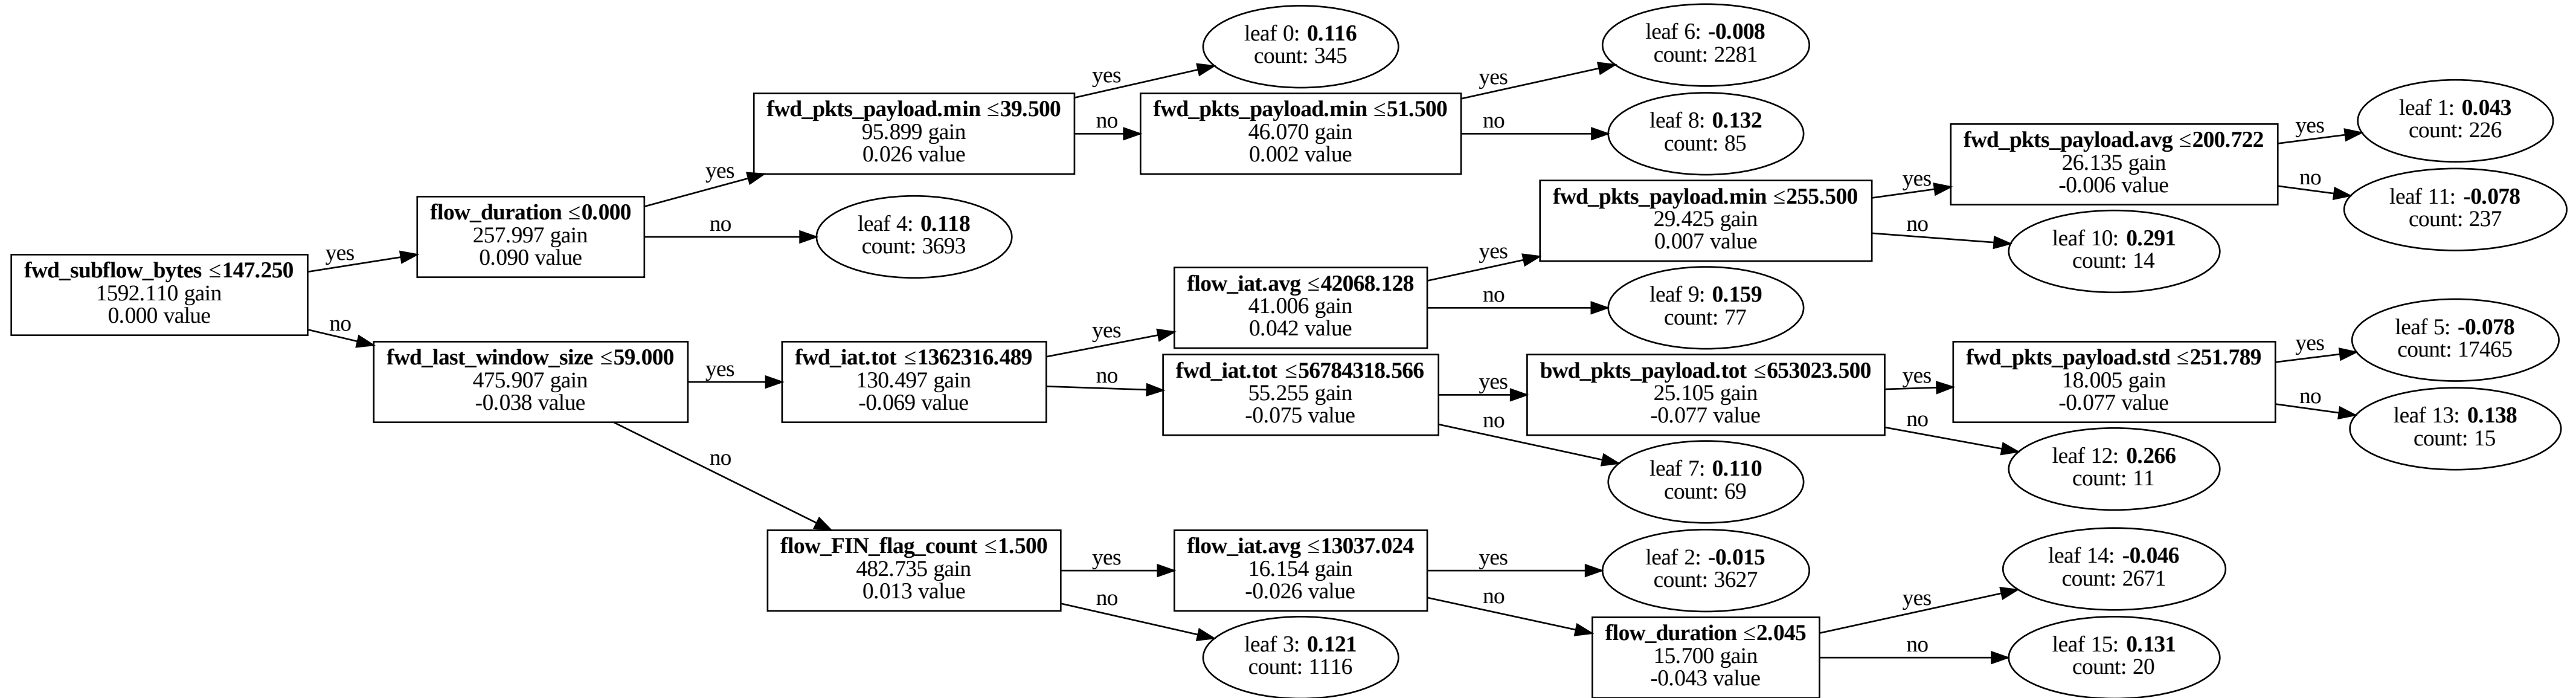 fwd_subflow_bytes ≤147.250
1592.110 gain
0.000 value
yes
no
flow_duration ≤0.000
257.997 gain
0.090 value
yes
no
fwd_last_window_size ≤59.000
475.907 gain
-0.038 value
yes
no
fwd_pkts_payload.min ≤39.500
95.899 gain
0.026 value
yes
no
leaf 4: 0.118
count: 3693
fwd_iat.tot ≤1362316.489
130.497 gain
-0.069 value
yes
no
flow_FIN_flag_count ≤1.500
482.735 gain
0.013 value
yes
no
leaf 0: 0.116
count: 345
fwd_pkts_payload.min ≤51.500
46.070 gain
0.002 value
yes
no
flow_iat.avg ≤42068.128
41.006 gain
0.042 value
yes
no
fwd_iat.tot ≤56784318.566
55.255 gain
-0.075 value
yes
no
flow_iat.avg ≤13037.024
16.154 gain
-0.026 value
yes
no
leaf 3: 0.121
count: 1116
leaf 6: -0.008
count: 2281
leaf 8: 0.132
count: 85
fwd_pkts_payload.min ≤255.500
29.425 gain
0.007 value
yes
no
leaf 9: 0.159
count: 77
bwd_pkts_payload.tot ≤653023.500
25.105 gain
-0.077 value
yes
no
leaf 7: 0.110
count: 69
leaf 2: -0.015
count: 3627
flow_duration ≤2.045
15.700 gain
-0.043 value
yes
no
fwd_pkts_payload.avg ≤200.722
26.135 gain
-0.006 value
yes
no
leaf 10: 0.291
count: 14
fwd_pkts_payload.std ≤251.789
18.005 gain
-0.077 value
yes
no
leaf 12: 0.266
count: 11
leaf 14: -0.046
count: 2671
leaf 15: 0.131
count: 20
leaf 1: 0.043
count: 226
leaf 11: -0.078
count: 237
leaf 5: -0.078
count: 17465
leaf 13: 0.138
count: 15